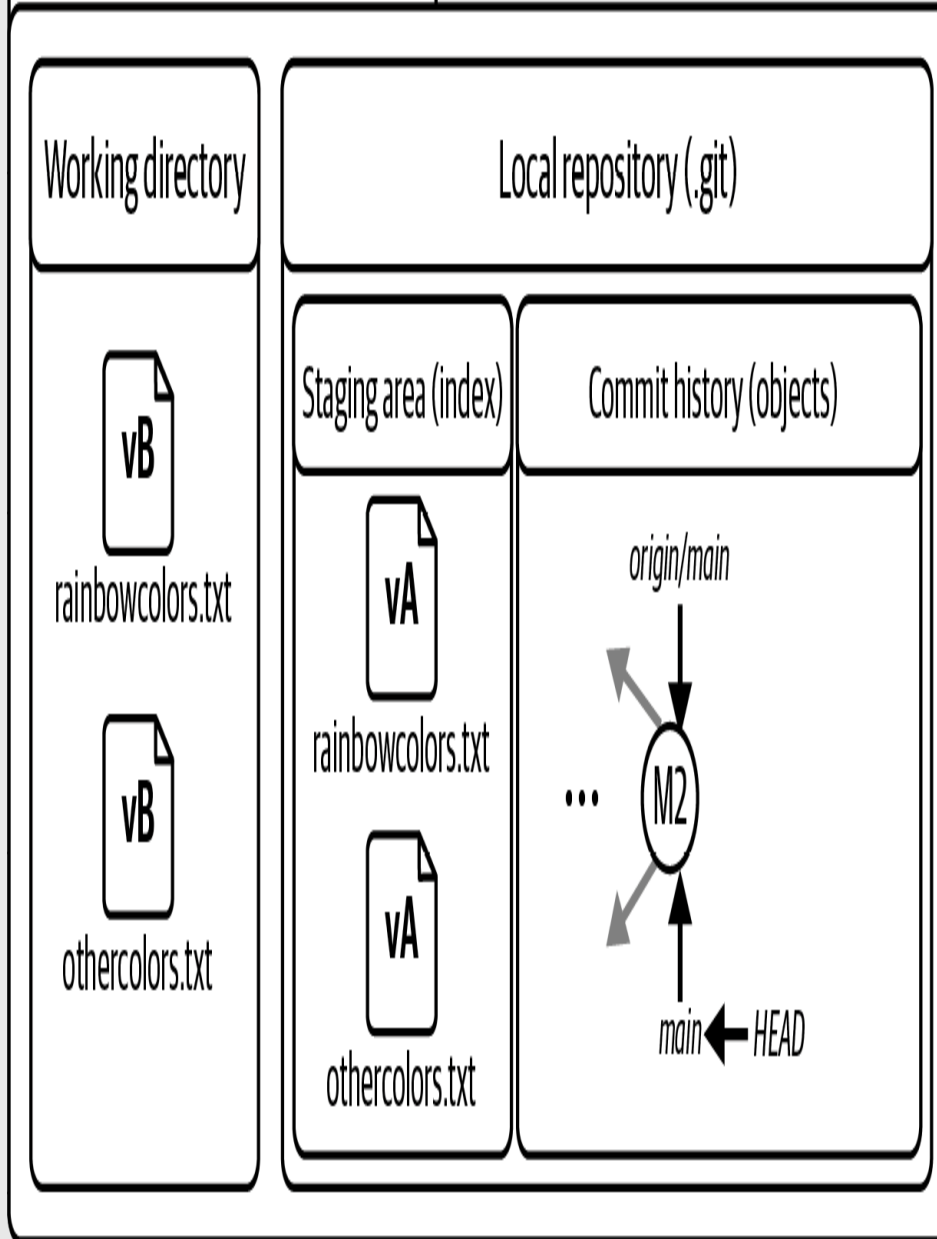 Working directory
Local repository (.git)
Staging area (index)
Commit history (objects)
vB
rainbowcolors.txt
vB
othercolors.txt
vA
rainbowcolors.txt
vA
othercolors.txt
origin/main
...
M2
main
HEAD